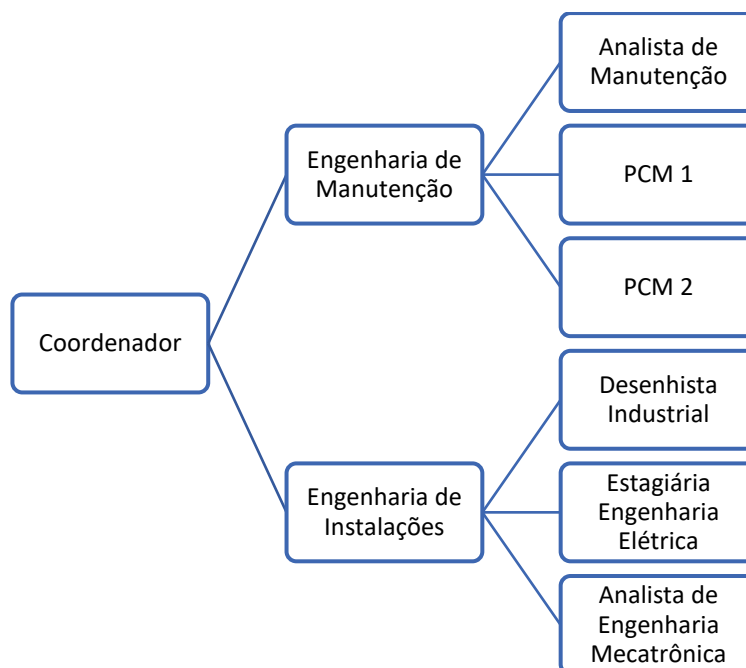 Coordenador
Engenharia de
Manutenção
Analista de
Manutenção
PCM 1
PCM 2
Engenharia de
Instalações
Desenhista
Industrial
Estagiária
Engenharia
Elétrica
Analista de
Engenharia
Mecatrônica